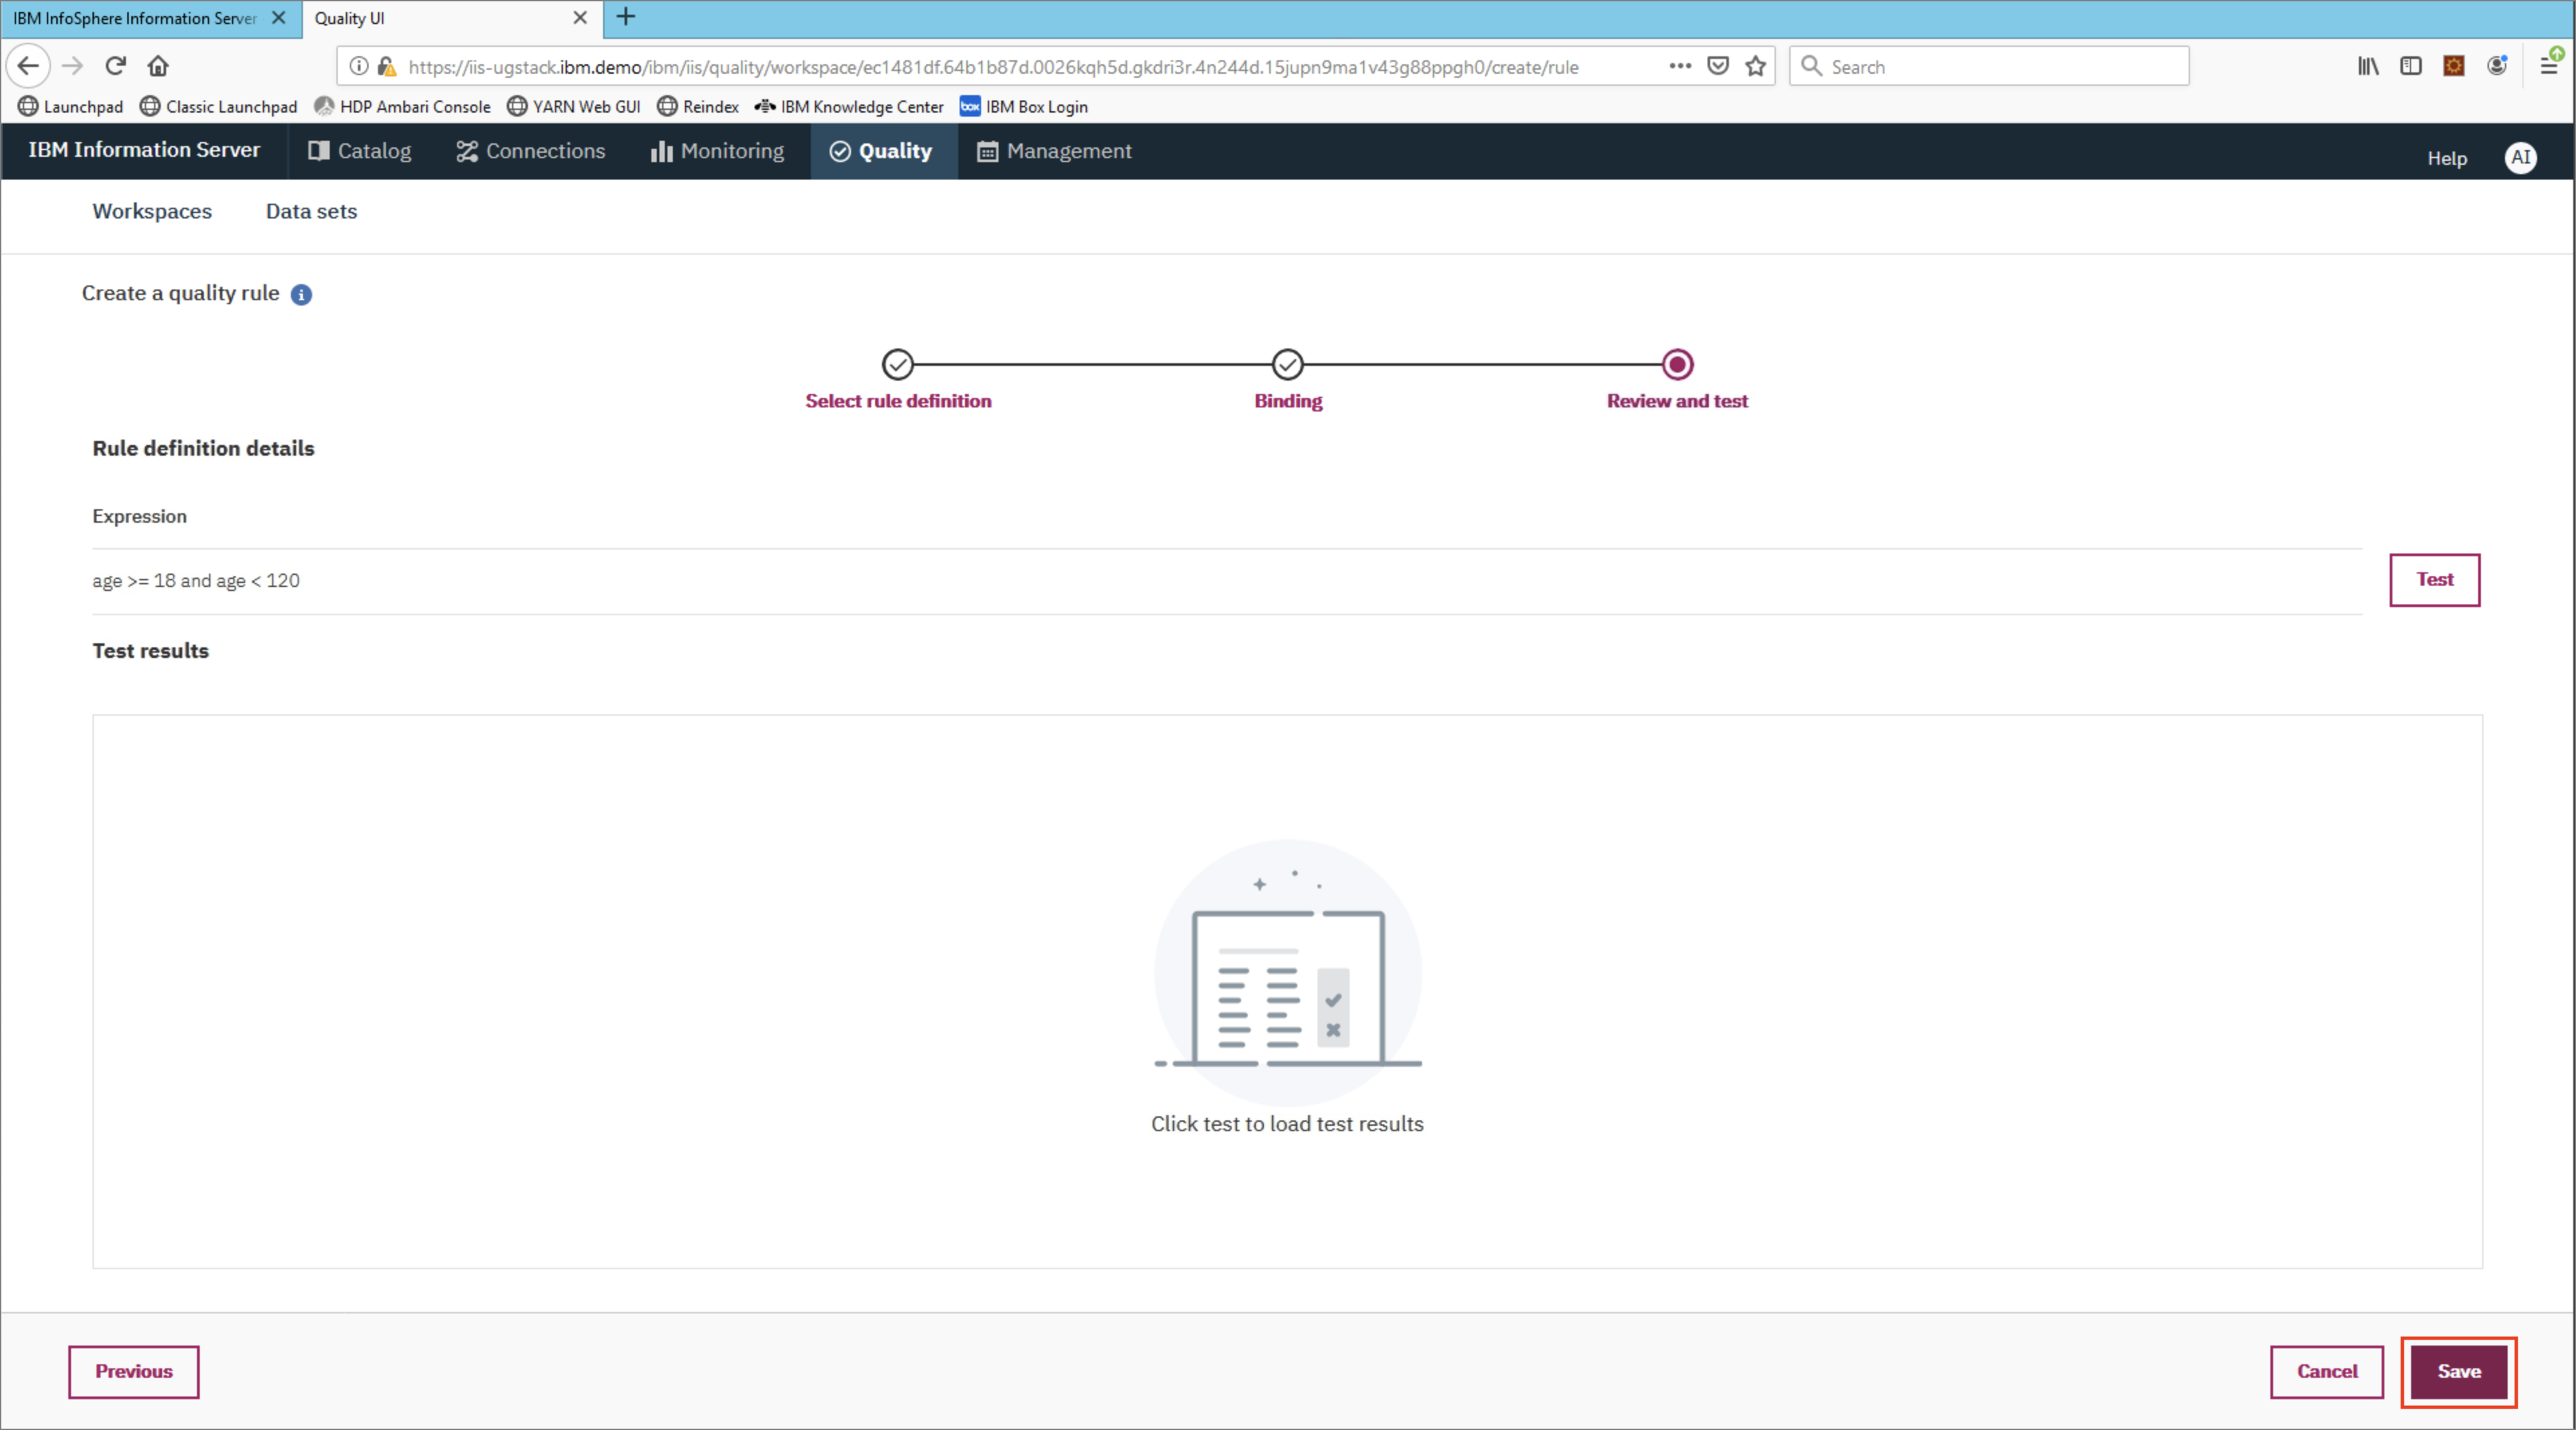 IBM InfoSphere Information Server
Quality UI
https://iis-ugstack.ibm.demo/ibm/iis/quality/workspace/ec1481df.64b1b87d.0026kqh5d.gkdri3r.4n244d.15jupn9ma1v43g88ppgh0/create/rule
Search
Launchpad Classic Launchpad HDP Ambari Console YARN Web GUI Reindex IBM Knowledge Center box IBM Box Login
IBM Information Server Catalog Connections Monitoring Quality Management Help AI
Workspaces Data sets
Create a quality rule
Select rule definition Binding Review and test
Rule definition details
Expression
age >= 18 and age < 120
Test
Test results
Click test to load test results
Previous Cancel Save